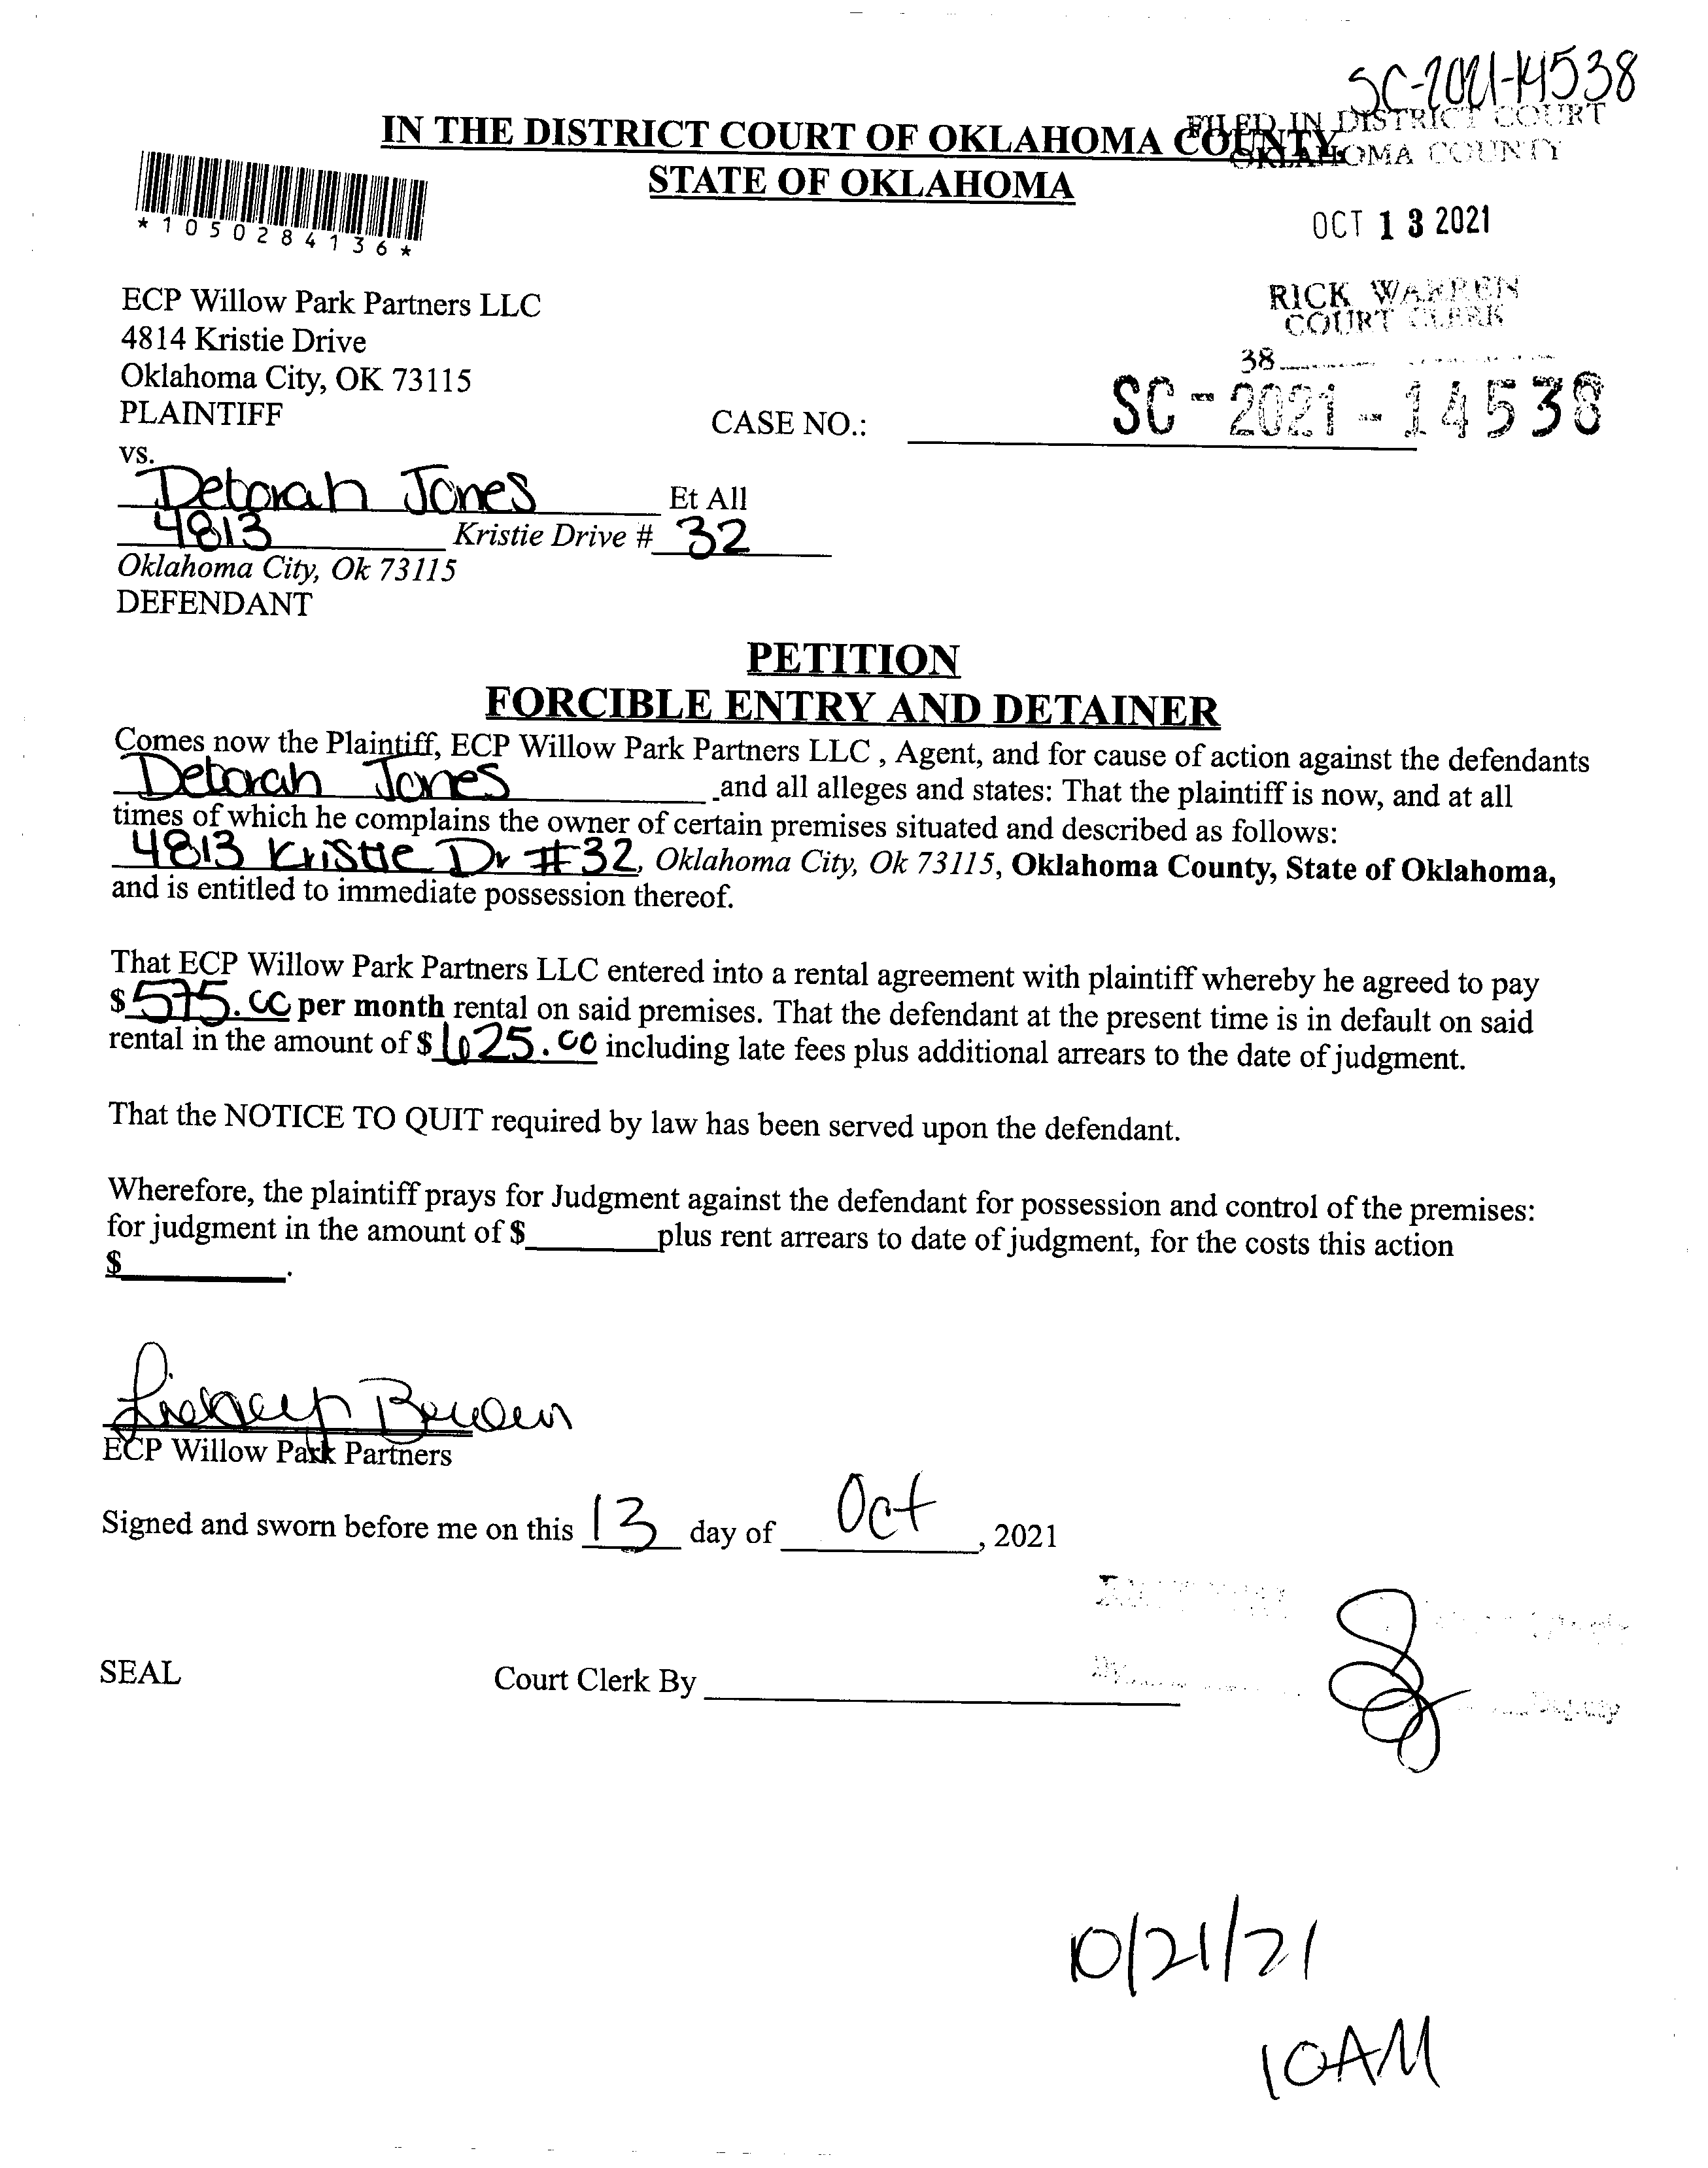 SC-2021-14538
IN THE DISTRICT COURT OF OKLAHOMA COUNTY
FILED IN DISTRICT COURT
OKLAHOMA COUNTY
STATE OF OKLAHOMA
*1050284136*
OCT 13 2021
RICK WARREN
COURT CLERK
38
ECP Willow Park Partners LLC
4814 Kristie Drive
Oklahoma City, OK 73115
PLAINTIFF
CASE NO.: SC-2021-14538
vs.
Deborah Jones Et All
4813 Kristie Drive # 32
Oklahoma City, Ok 73115
DEFENDANT
PETITION
FORCIBLE ENTRY AND DETAINER
Comes now the Plaintiff, ECP Willow Park Partners LLC , Agent, and for cause of action against the defendants
Deborah Jones and all alleges and states: That the plaintiff is now, and at all
times of which he complains the owner of certain premises situated and described as follows:
4813 Kristie Dr #32, Oklahoma City, Ok 73115, Oklahoma County, State of Oklahoma,
and is entitled to immediate possession thereof.
That ECP Willow Park Partners LLC entered into a rental agreement with plaintiff whereby he agreed to pay
$ 575.00 per month rental on said premises. That the defendant at the present time is in default on said
rental in the amount of $ 625.00 including late fees plus additional arrears to the date of judgment.
That the NOTICE TO QUIT required by law has been served upon the defendant.
Wherefore, the plaintiff prays for Judgment against the defendant for possession and control of the premises:
for judgment in the amount of $________plus rent arrears to date of judgment, for the costs this action
$__________.
ECP Willow Park Partners
Signed and sworn before me on this 13 day of Oct, 2021
SEAL
Court Clerk By
Deputy
10/21/21
10AM